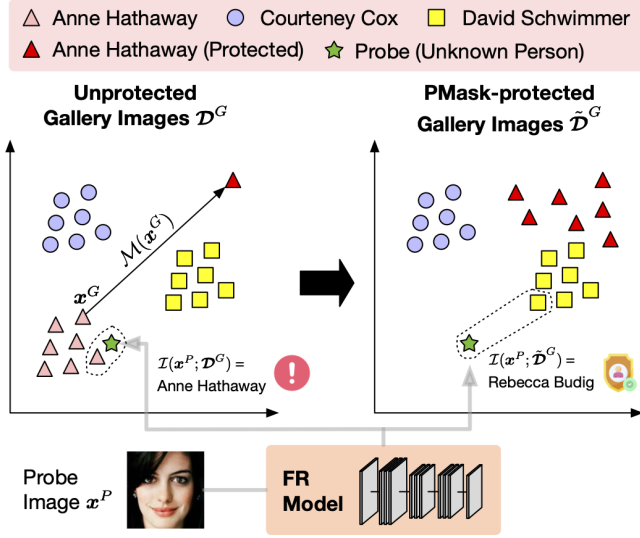 Anne Hathaway Courteney Cox David Schwimmer
Anne Hathaway (Protected) Probe (Unknown Person)
Unprotected
Gallery Images 𝓓^G
PMask-protected
Gallery Images 𝓓̃^G
𝓜(𝒙^G)
𝒙^G
𝓘(𝒙^P; 𝓓^G) =
Anne Hathaway
!
𝓘(𝒙^P; 𝓓̃^G) =
Rebecca Budig
Probe
Image 𝒙^P
FR
Model